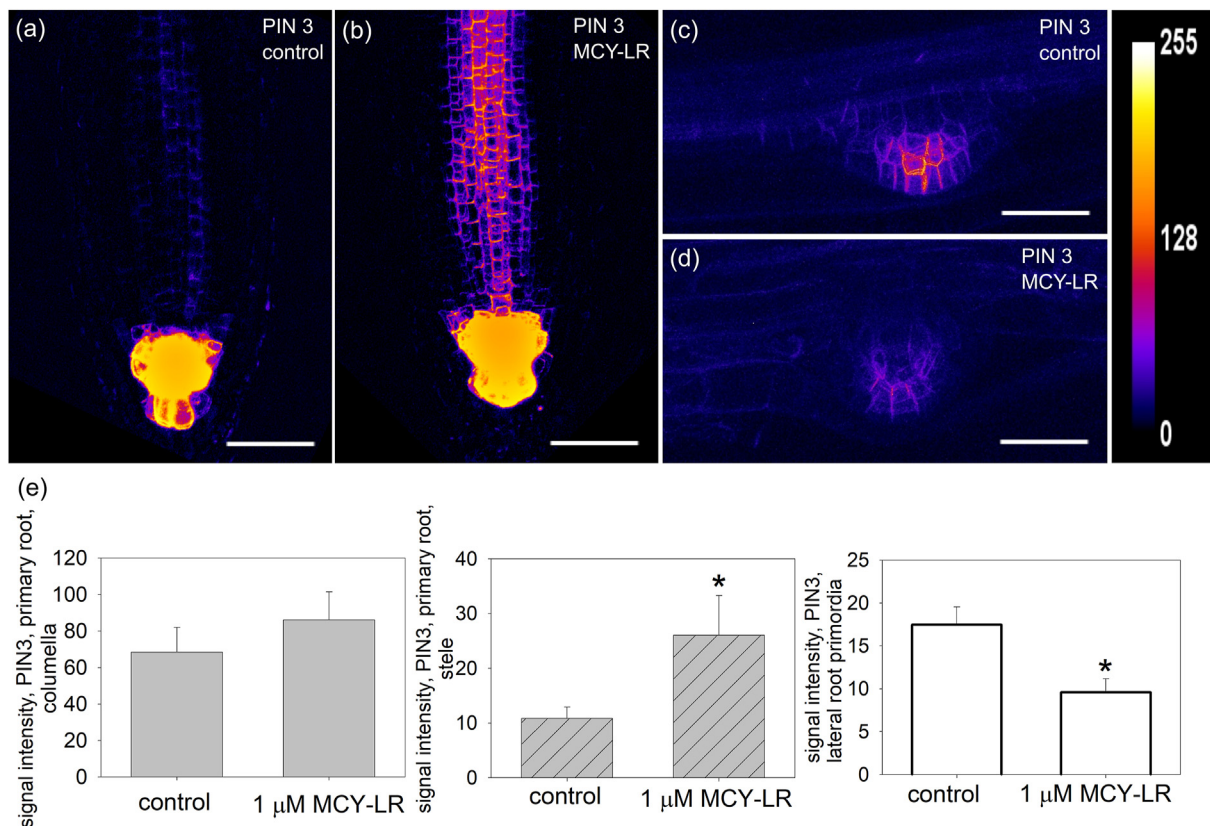 (a)
PIN 3
control
(b)
PIN 3
MCY-LR
(c)
PIN 3
control
(d)
PIN 3
MCY-LR
255
128
0
(e)
signal intensity, PIN3, primary root,
columella
120
100
80
60
40
20
0
control
1 μM MCY-LR
signal intensity, PIN3, primary root,
stele
40
30
20
10
0
*
control
1 μM MCY-LR
signal intensity, PIN3,
lateral root primordia
25
20
15
10
5
0
*
control
1 μM MCY-LR